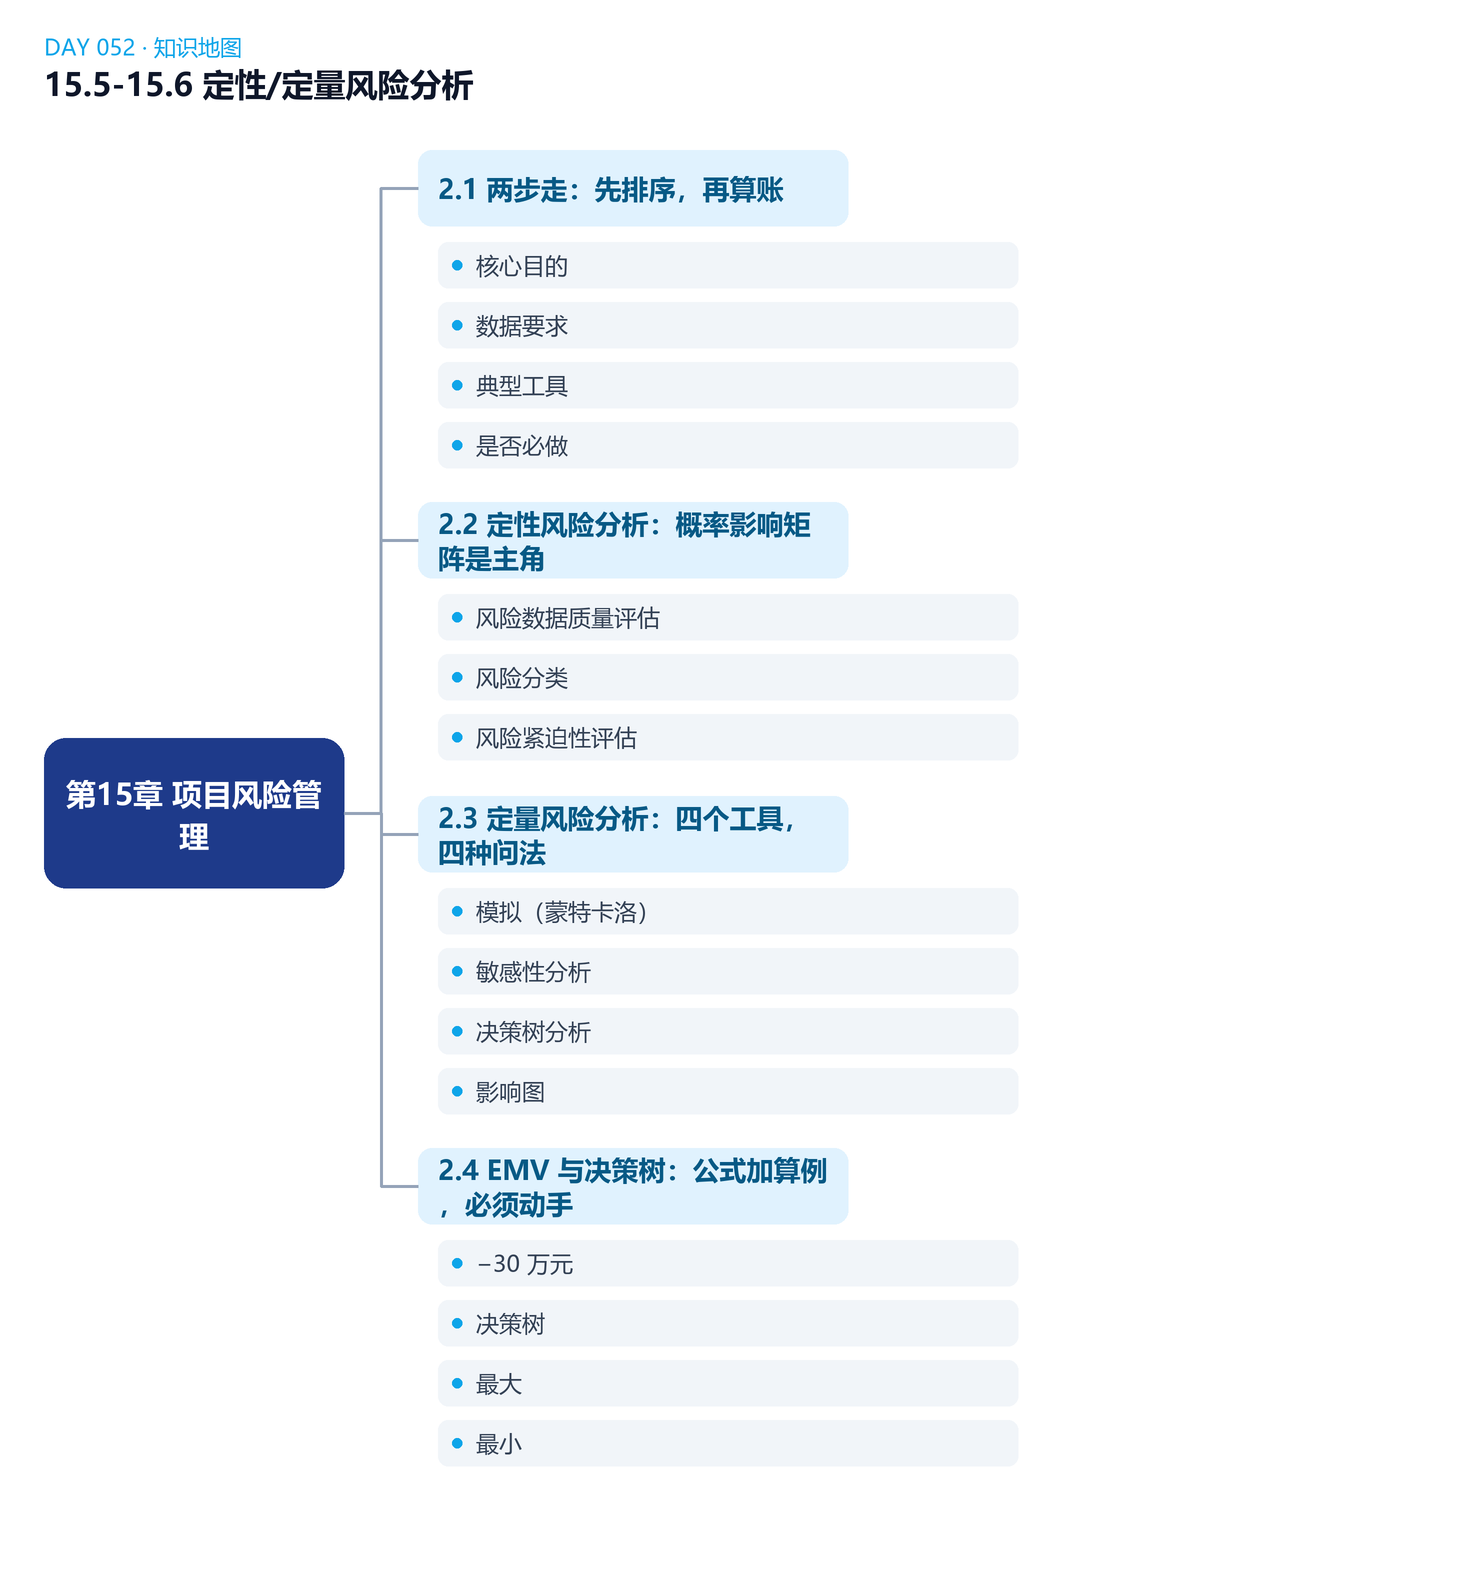 DAY 052 · 知识地图
15.5-15.6 定性/定量风险分析
2.1 两步走：先排序，再算账
核心目的
数据要求
典型工具
是否必做
2.2 定性风险分析：概率影响矩
阵是主角
风险数据质量评估
风险分类
风险紧迫性评估
第15章 项目风险管
理
2.3 定量风险分析：四个工具，
四种问法
模拟（蒙特卡洛）
敏感性分析
决策树分析
影响图
2.4 EMV 与决策树：公式加算例
，必须动手
−30 万元
决策树
最大
最小